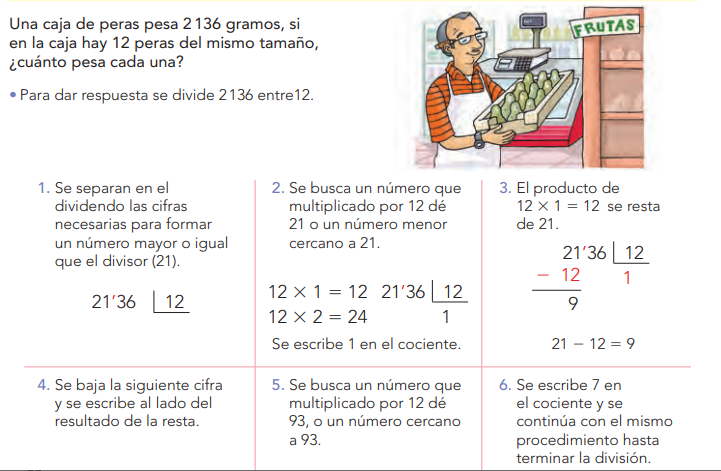 Una caja de peras pesa 2 136 gramos, si
en la caja hay 12 peras del mismo tamaño,
¿cuánto pesa cada una?
• Para dar respuesta se divide 2 136 entre12.
FRUTAS
1. Se separan en el
dividendo las cifras
necesarias para formar
un número mayor o igual
que el divisor (21).
21’36 12
2. Se busca un número que
multiplicado por 12 dé
21 o un número menor
cercano a 21.
12 × 1 = 12 21’36 12
12 × 2 = 24 1
Se escribe 1 en el cociente.
3. El producto de
12 × 1 = 12 se resta
de 21.
21’36 12
− 12 1
9
21 − 12 = 9
4. Se baja la siguiente cifra
y se escribe al lado del
resultado de la resta.
5. Se busca un número que
multiplicado por 12 dé
93, o un número cercano
a 93.
6. Se escribe 7 en
el cociente y se
continúa con el mismo
procedimiento hasta
terminar la división.